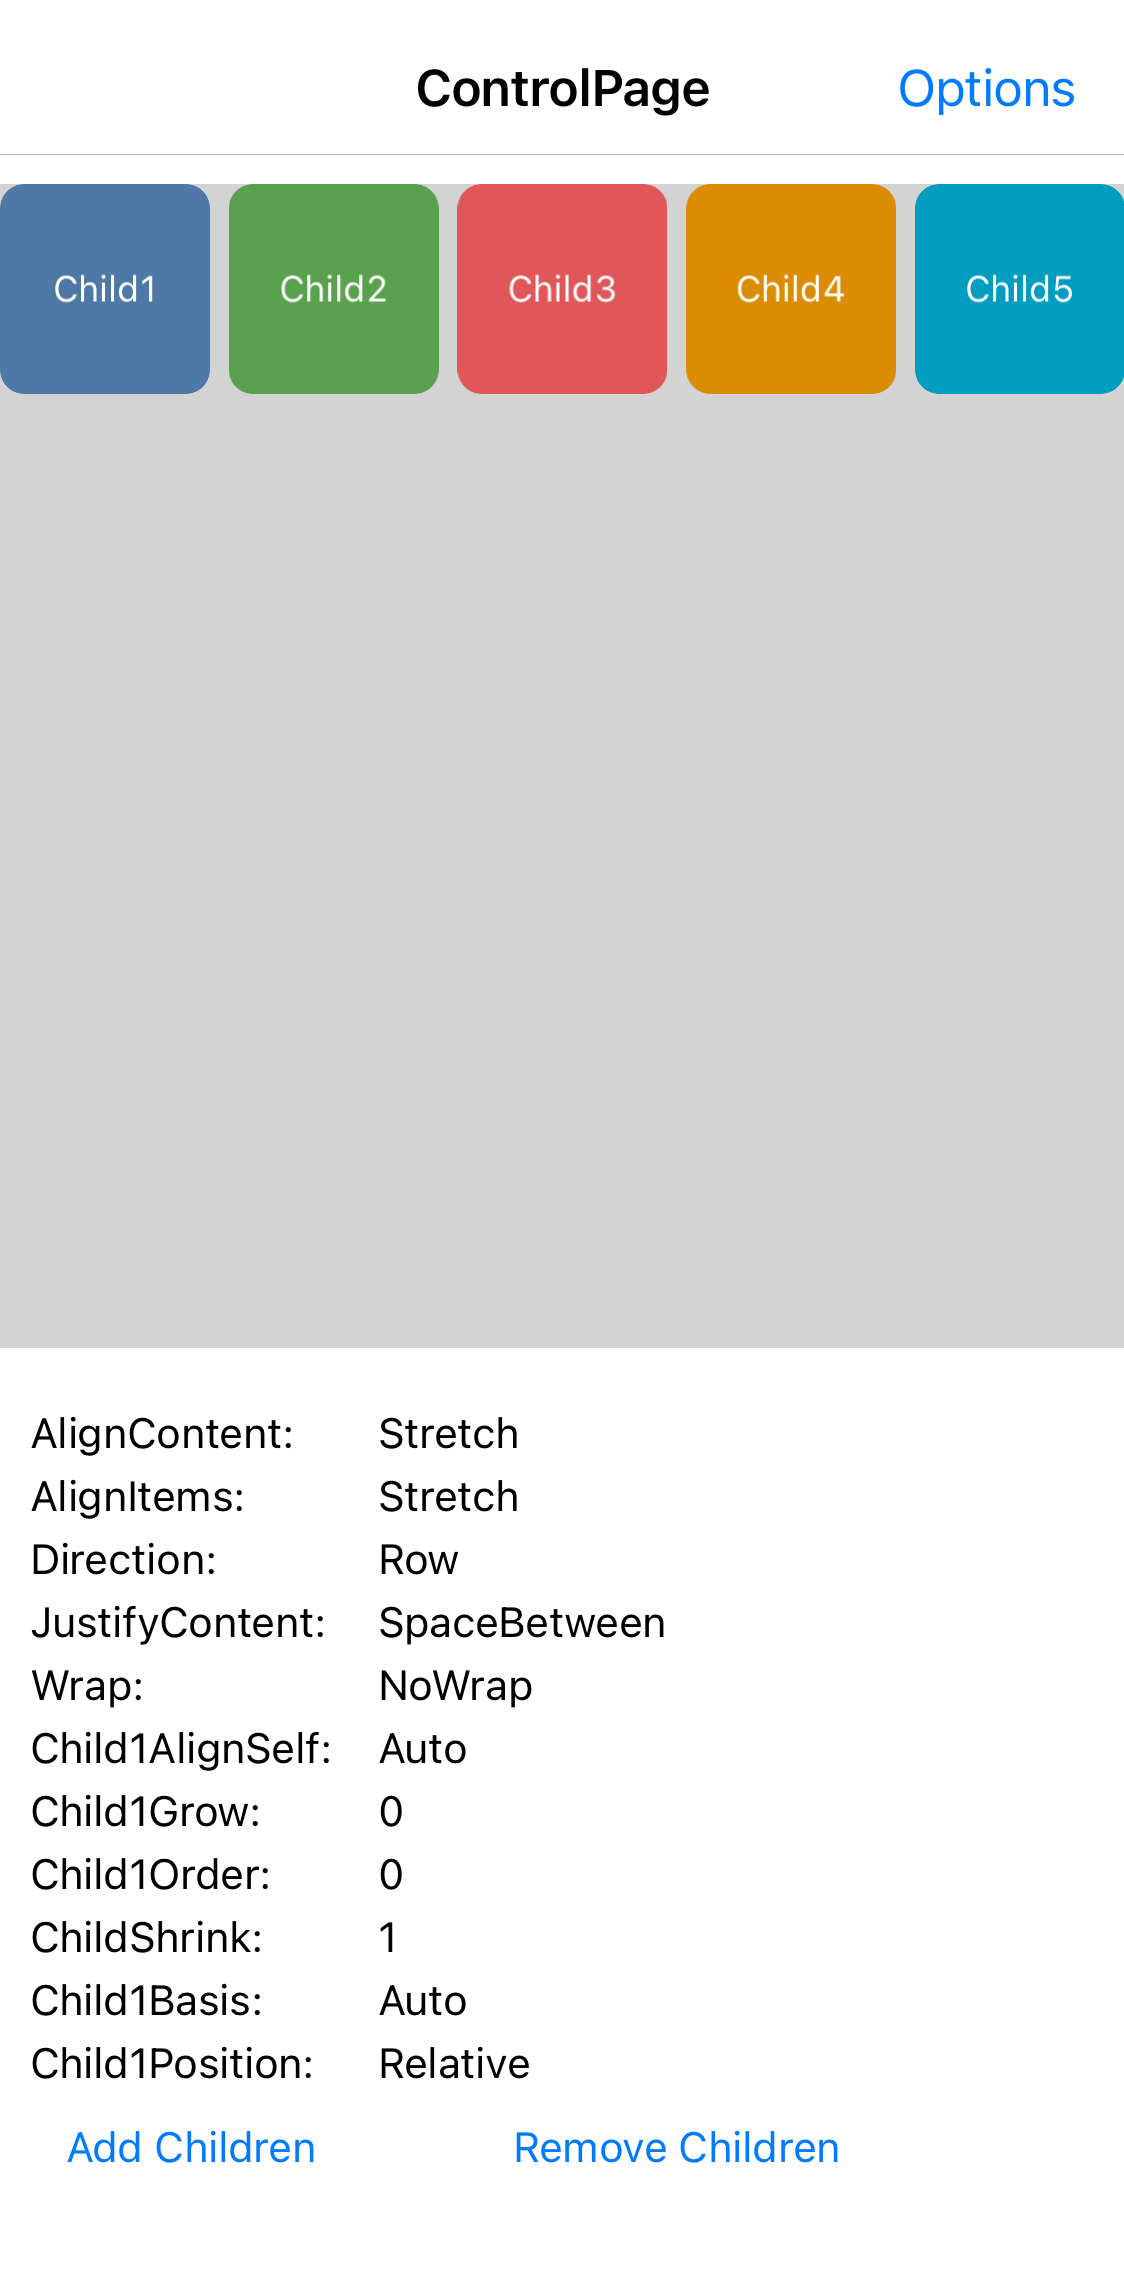 ControlPage Options
Child1 Child2 Child3 Child4 Child5
AlignContent: Stretch
AlignItems: Stretch
Direction: Row
JustifyContent: SpaceBetween
Wrap: NoWrap
Child1AlignSelf: Auto
Child1Grow: 0
Child1Order: 0
ChildShrink: 1
Child1Basis: Auto
Child1Position: Relative
Add Children Remove Children